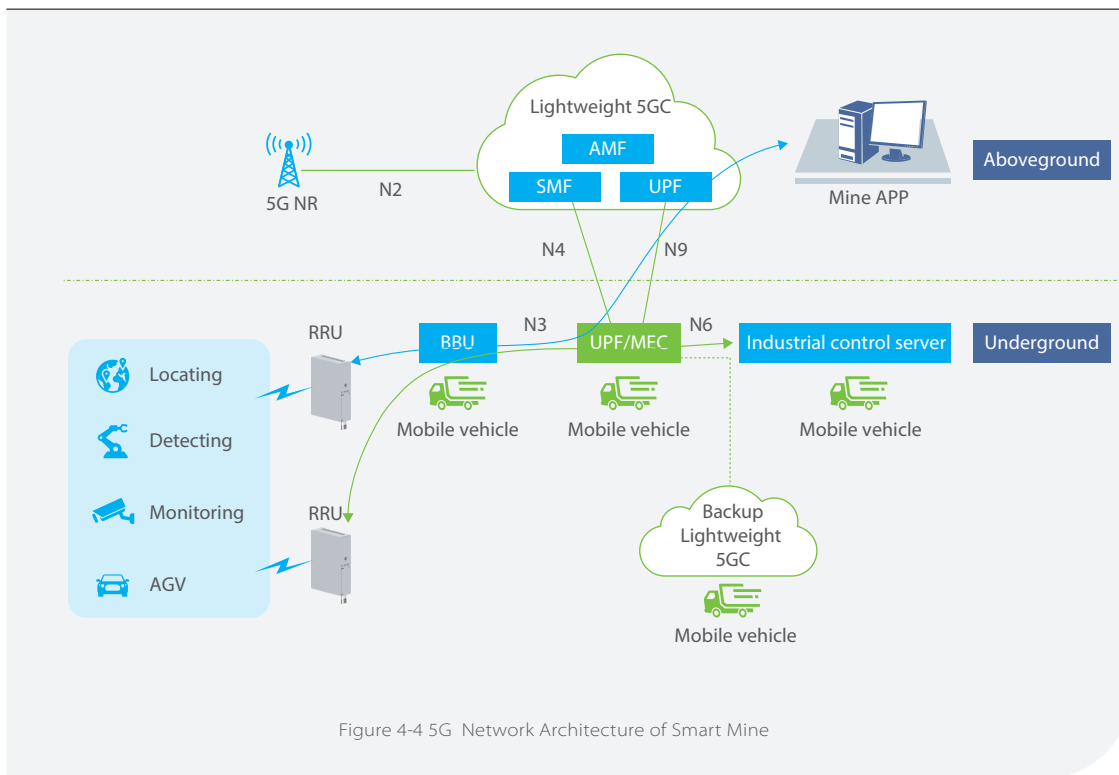 Lightweight 5GC
AMF
SMF
UPF
5G NR
N2
Mine APP
Aboveground
N4
N9
RRU
BBU
N3
UPF/MEC
N6
Industrial control server
Underground
Locating
Detecting
Monitoring
AGV
Mobile vehicle
Mobile vehicle
Mobile vehicle
RRU
Backup
Lightweight
5GC
Mobile vehicle
Figure 4-4 5G Network Architecture of Smart Mine